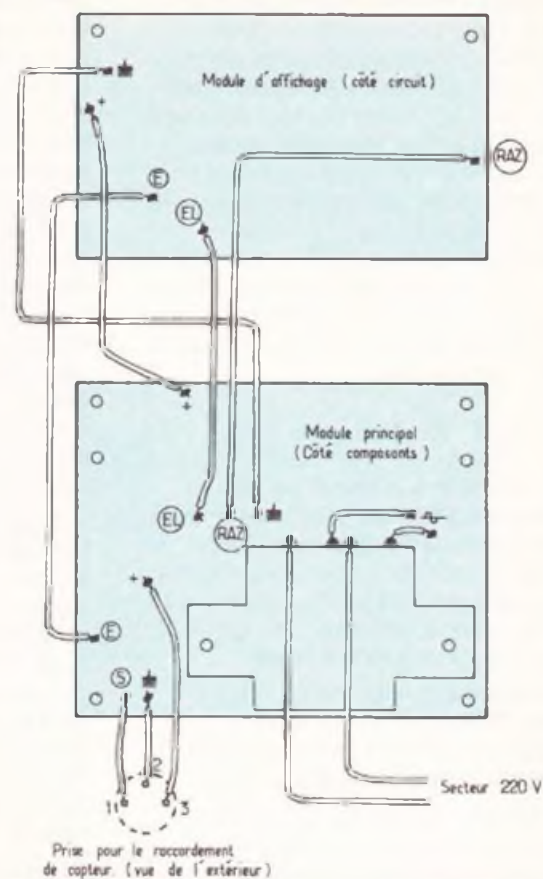 Module d'affichage (côté circuit)
+
E
EL
RAZ
+
Module principal
(Côté composants)
EL
RAZ
+
E
S
1 2 3
Secteur 220 V
Prise pour le raccordement
de capteur. (vue de l'extérieur)